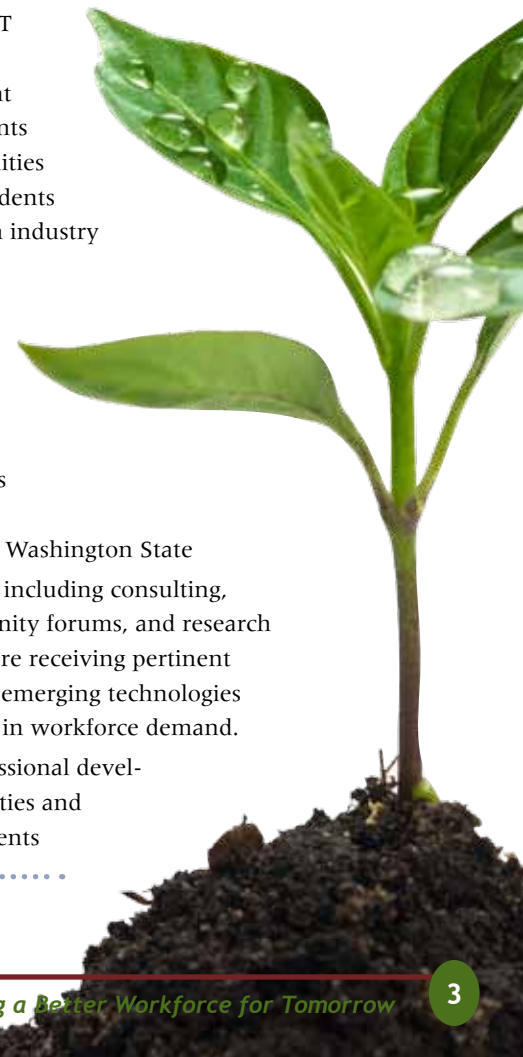 T
nt
nts
ities
dents
industry
s
Washington State
including consulting,
nity forums, and research
re receiving pertinent
emerging technologies
in workforce demand.
ssional devel-
ties and
ents
g a Better Workforce for Tomorrow
3